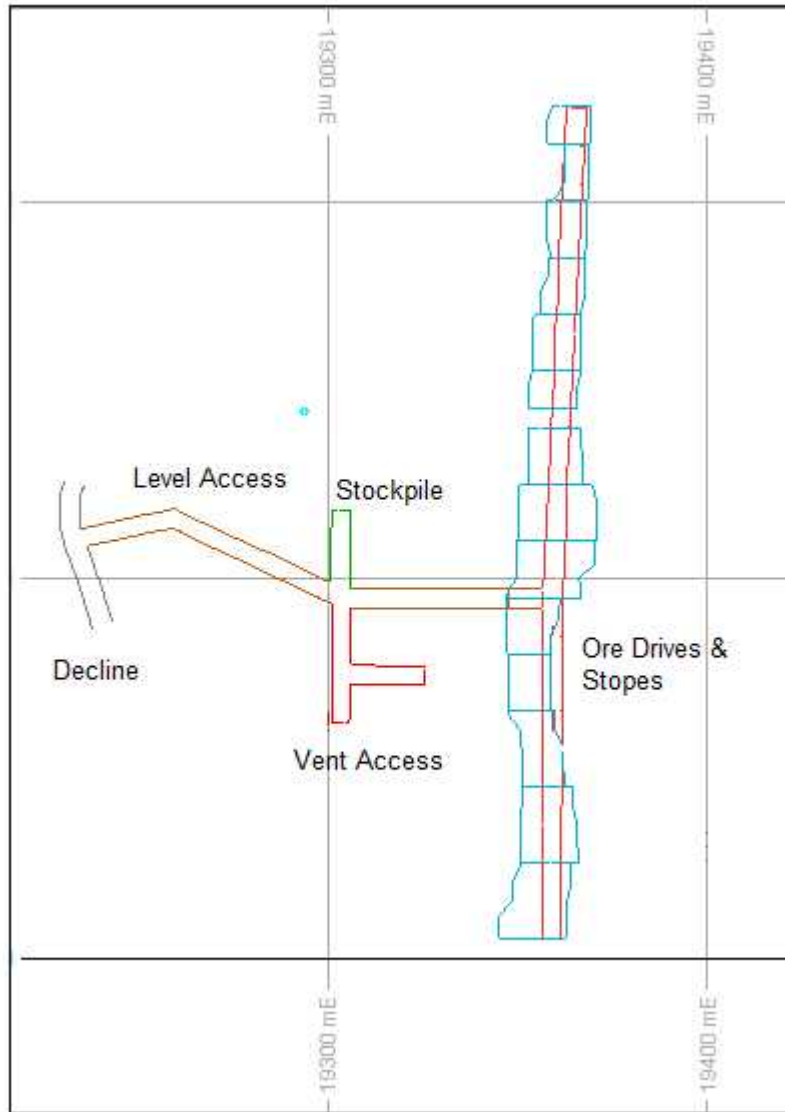 19300 mE
19400 mE
Level Access
Stockpile
Decline
Ore Drives &
Stopes
Vent Access
19300 mE
19400 mE